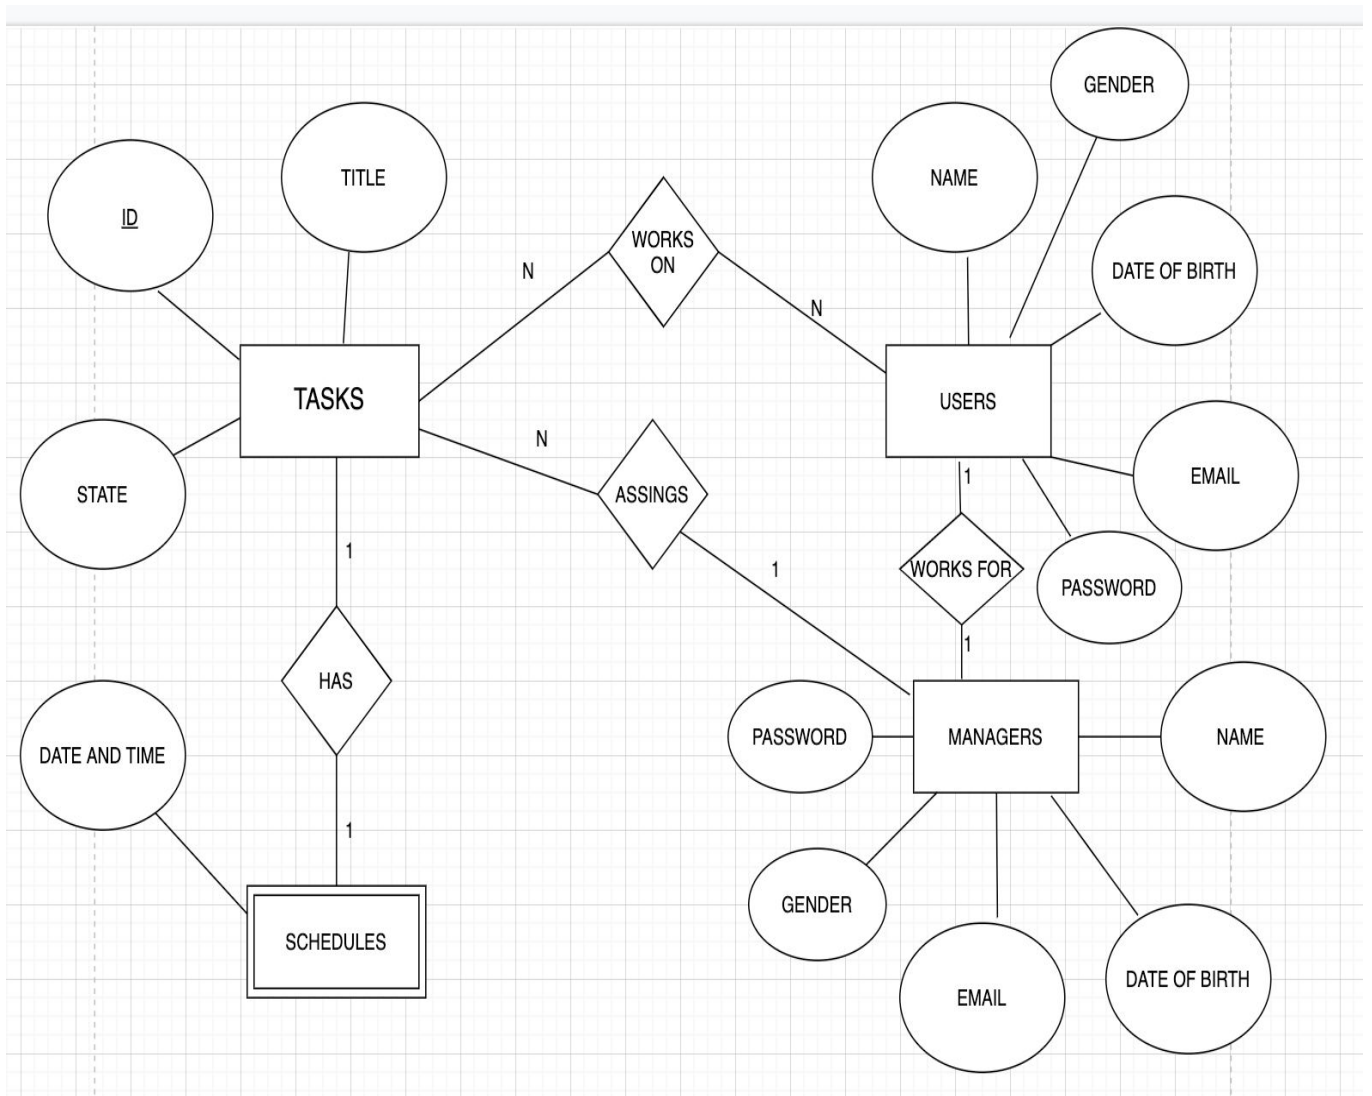 GENDER
TITLE
NAME
ID
WORKS
ON
N
DATE OF BIRTH
N
TASKS
USERS
N
STATE
ASSINGS
1
EMAIL
1
1
WORKS FOR
PASSWORD
1
HAS
DATE AND TIME
PASSWORD
MANAGERS
NAME
1
GENDER
SCHEDULES
EMAIL
DATE OF BIRTH